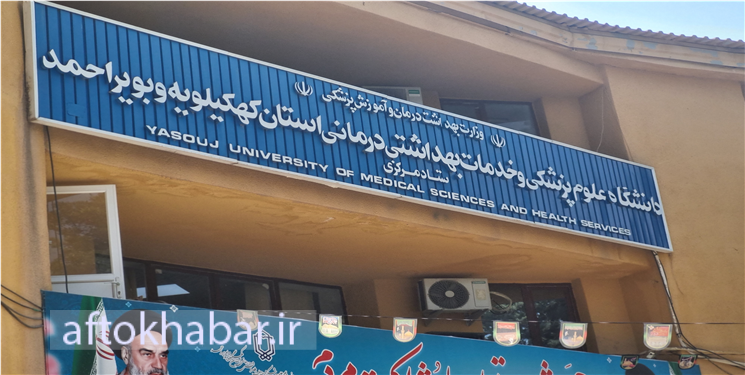 وزارت بهداشت درمان و آموزش پزشکی
دانشگاه علوم پزشکی و خدمات بهداشتی درمانی استان کهکیلویه و بویراحمد
ستاد مرکزی
YASOUJ UNIVERSITY OF MEDICAL SCIENCES AND HEALTH SERVICES
aftokhabar.ir